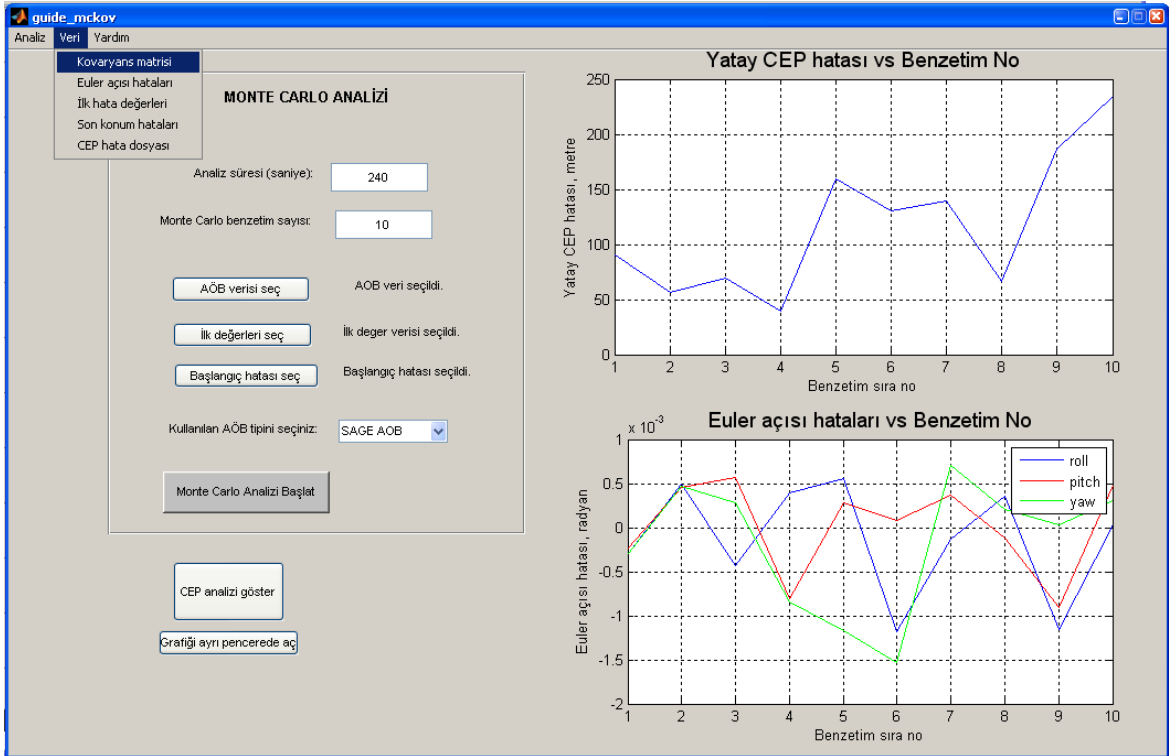 guide_mckov
Analiz Veri Yardım
Kovaryans matrisi
Euler açısı hataları
İlk hata değerleri
Son konum hataları
CEP hata dosyası
MONTE CARLO ANALİZİ
Analiz süresi (saniye):
240
Monte Carlo benzetim sayısı:
10
AÖB verisi seç
AOB veri seçildi.
İlk değerleri seç
İlk deger verisi seçildi.
Başlangıç hatası seç
Başlangıç hatası seçildi.
Kullanılan AÖB tipini seçiniz:
SAGE AOB
Monte Carlo Analizi Başlat
CEP analizi göster
Grafiği ayrı pencerede aç
Yatay CEP hatası vs Benzetim No
Yatay CEP hatası, metre
250
200
150
100
50
0
1 2 3 4 5 6 7 8 9 10
Benzetim sıra no
Euler açısı hataları vs Benzetim No
x 10-3
Euler açısı hatası, radyan
1
0.5
0
-0.5
-1
-1.5
-2
roll
pitch
yaw
1 2 3 4 5 6 7 8 9 10
Benzetim sıra no